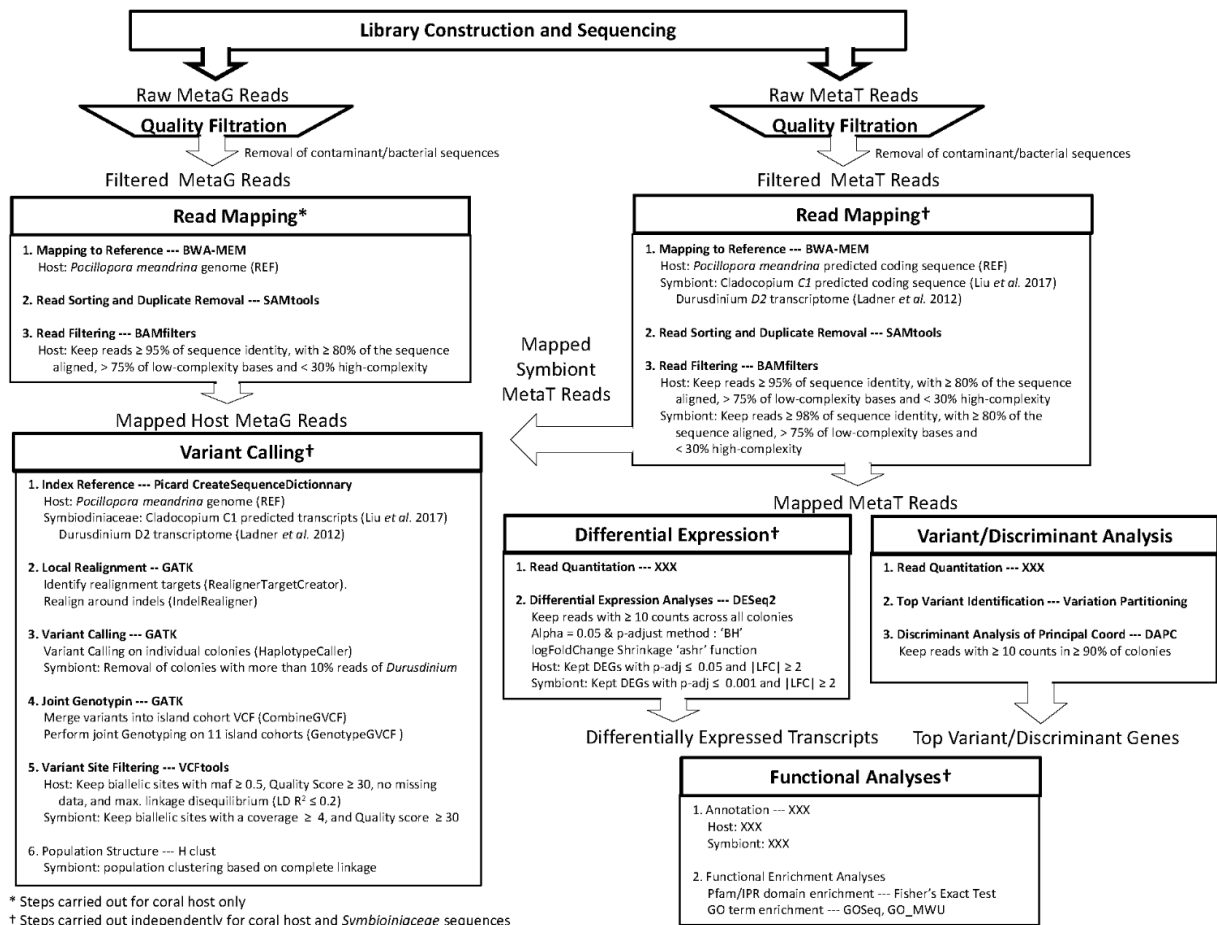 Library Construction and Sequencing
Raw MetaG Reads
Quality Filtration
Removal of contaminant/bacterial sequences
Filtered MetaG Reads
Read Mapping*
1. Mapping to Reference --- BWA-MEM
Host: Pocillopora meandrina genome (REF)
2. Read Sorting and Duplicate Removal --- SAMtools
3. Read Filtering --- BAMfilters
Host: Keep reads ≥ 95% of sequence identity, with ≥ 80% of the sequence
aligned, > 75% of low-complexity bases and < 30% high-complexity
Mapped Host MetaG Reads
Variant Calling†
1. Index Reference --- Picard CreateSequenceDictionnary
Host: Pocillopora meandrina genome (REF)
Symbiodiniaceae: Cladocopium C1 predicted transcripts (Liu et al. 2017)
Durusdinium D2 transcriptome (Ladner et al. 2012)
2. Local Realignment -- GATK
Identify realignment targets (RealignerTargetCreator).
Realign around indels (IndelRealigner)
3. Variant Calling --- GATK
Variant Calling on individual colonies (HaplotypeCaller)
Symbiont: Removal of colonies with more than 10% reads of Durusdinium
4. Joint Genotypin --- GATK
Merge variants into island cohort VCF (CombineGVCF)
Perform joint Genotyping on 11 island cohorts (GenotypeGVCF )
5. Variant Site Filtering --- VCFtools
Host: Keep biallelic sites with maf ≥ 0.5, Quality Score ≥ 30, no missing
data, and max. linkage disequilibrium (LD R² ≤ 0.2)
Symbiont: Keep biallelic sites with a coverage ≥ 4, and Quality score ≥ 30
6. Population Structure --- H clust
Symbiont: population clustering based on complete linkage
* Steps carried out for coral host only
† Steps carried out independently for coral host and Symbioiniaceae sequences
Raw MetaT Reads
Quality Filtration
Removal of contaminant/bacterial sequences
Filtered MetaT Reads
Read Mapping†
1. Mapping to Reference --- BWA-MEM
Host: Pocillopora meandrina predicted coding sequence (REF)
Symbiont: Cladocopium C1 predicted coding sequence (Liu et al. 2017)
Durusdinium D2 transcriptome (Ladner et al. 2012)
2. Read Sorting and Duplicate Removal --- SAMtools
3. Read Filtering --- BAMfilters
Host: Keep reads ≥ 95% of sequence identity, with ≥ 80% of the sequence
aligned, > 75% of low-complexity bases and < 30% high-complexity
Symbiont: Keep reads ≥ 98% of sequence identity, with ≥ 80% of the
sequence aligned, > 75% of low-complexity bases and
< 30% high-complexity
Mapped
Symbiont
MetaT Reads
Mapped MetaT Reads
Differential Expression†
1. Read Quantitation --- XXX
2. Differential Expression Analyses --- DESeq2
Keep reads with ≥ 10 counts across all colonies
Alpha = 0.05 & p-adjust method : ‘BH’
logFoldChange Shrinkage ‘ashr’ function
Host: Kept DEGs with p-adj ≤ 0.05 and |LFC| ≥ 2
Symbiont: Kept DEGs with p-adj ≤ 0.001 and |LFC| ≥ 2
Differentially Expressed Transcripts
Variant/Discriminant Analysis
1. Read Quantitation --- XXX
2. Top Variant Identification --- Variation Partitioning
3. Discriminant Analysis of Principal Coord --- DAPC
Keep reads with ≥ 10 counts in ≥ 90% of colonies
Top Variant/Discriminant Genes
Functional Analyses†
1. Annotation --- XXX
Host: XXX
Symbiont: XXX
2. Functional Enrichment Analyses
Pfam/IPR domain enrichment --- Fisher’s Exact Test
GO term enrichment --- GOSeq, GO_MWU